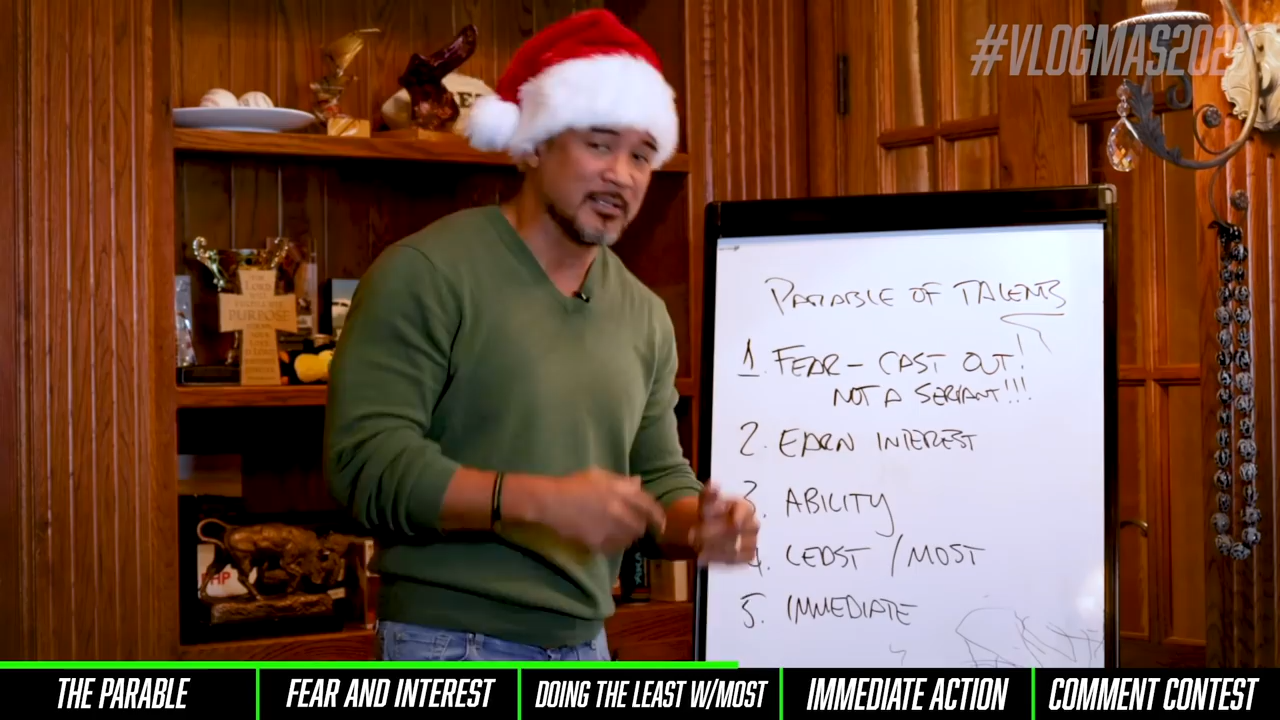 #VLOGMAS202
PARABLE OF TALENTS
1. FEAR - CAST OUT!
NOT A SERVANT!!!
2. EARN INTEREST
3. ABILITY
4. LEAST / MOST
5. IMMEDIATE
LORD
PURPOSE
THE PARABLE
FEAR AND INTEREST
DOING THE LEAST W/MOST
IMMEDIATE ACTION
COMMENT CONTEST